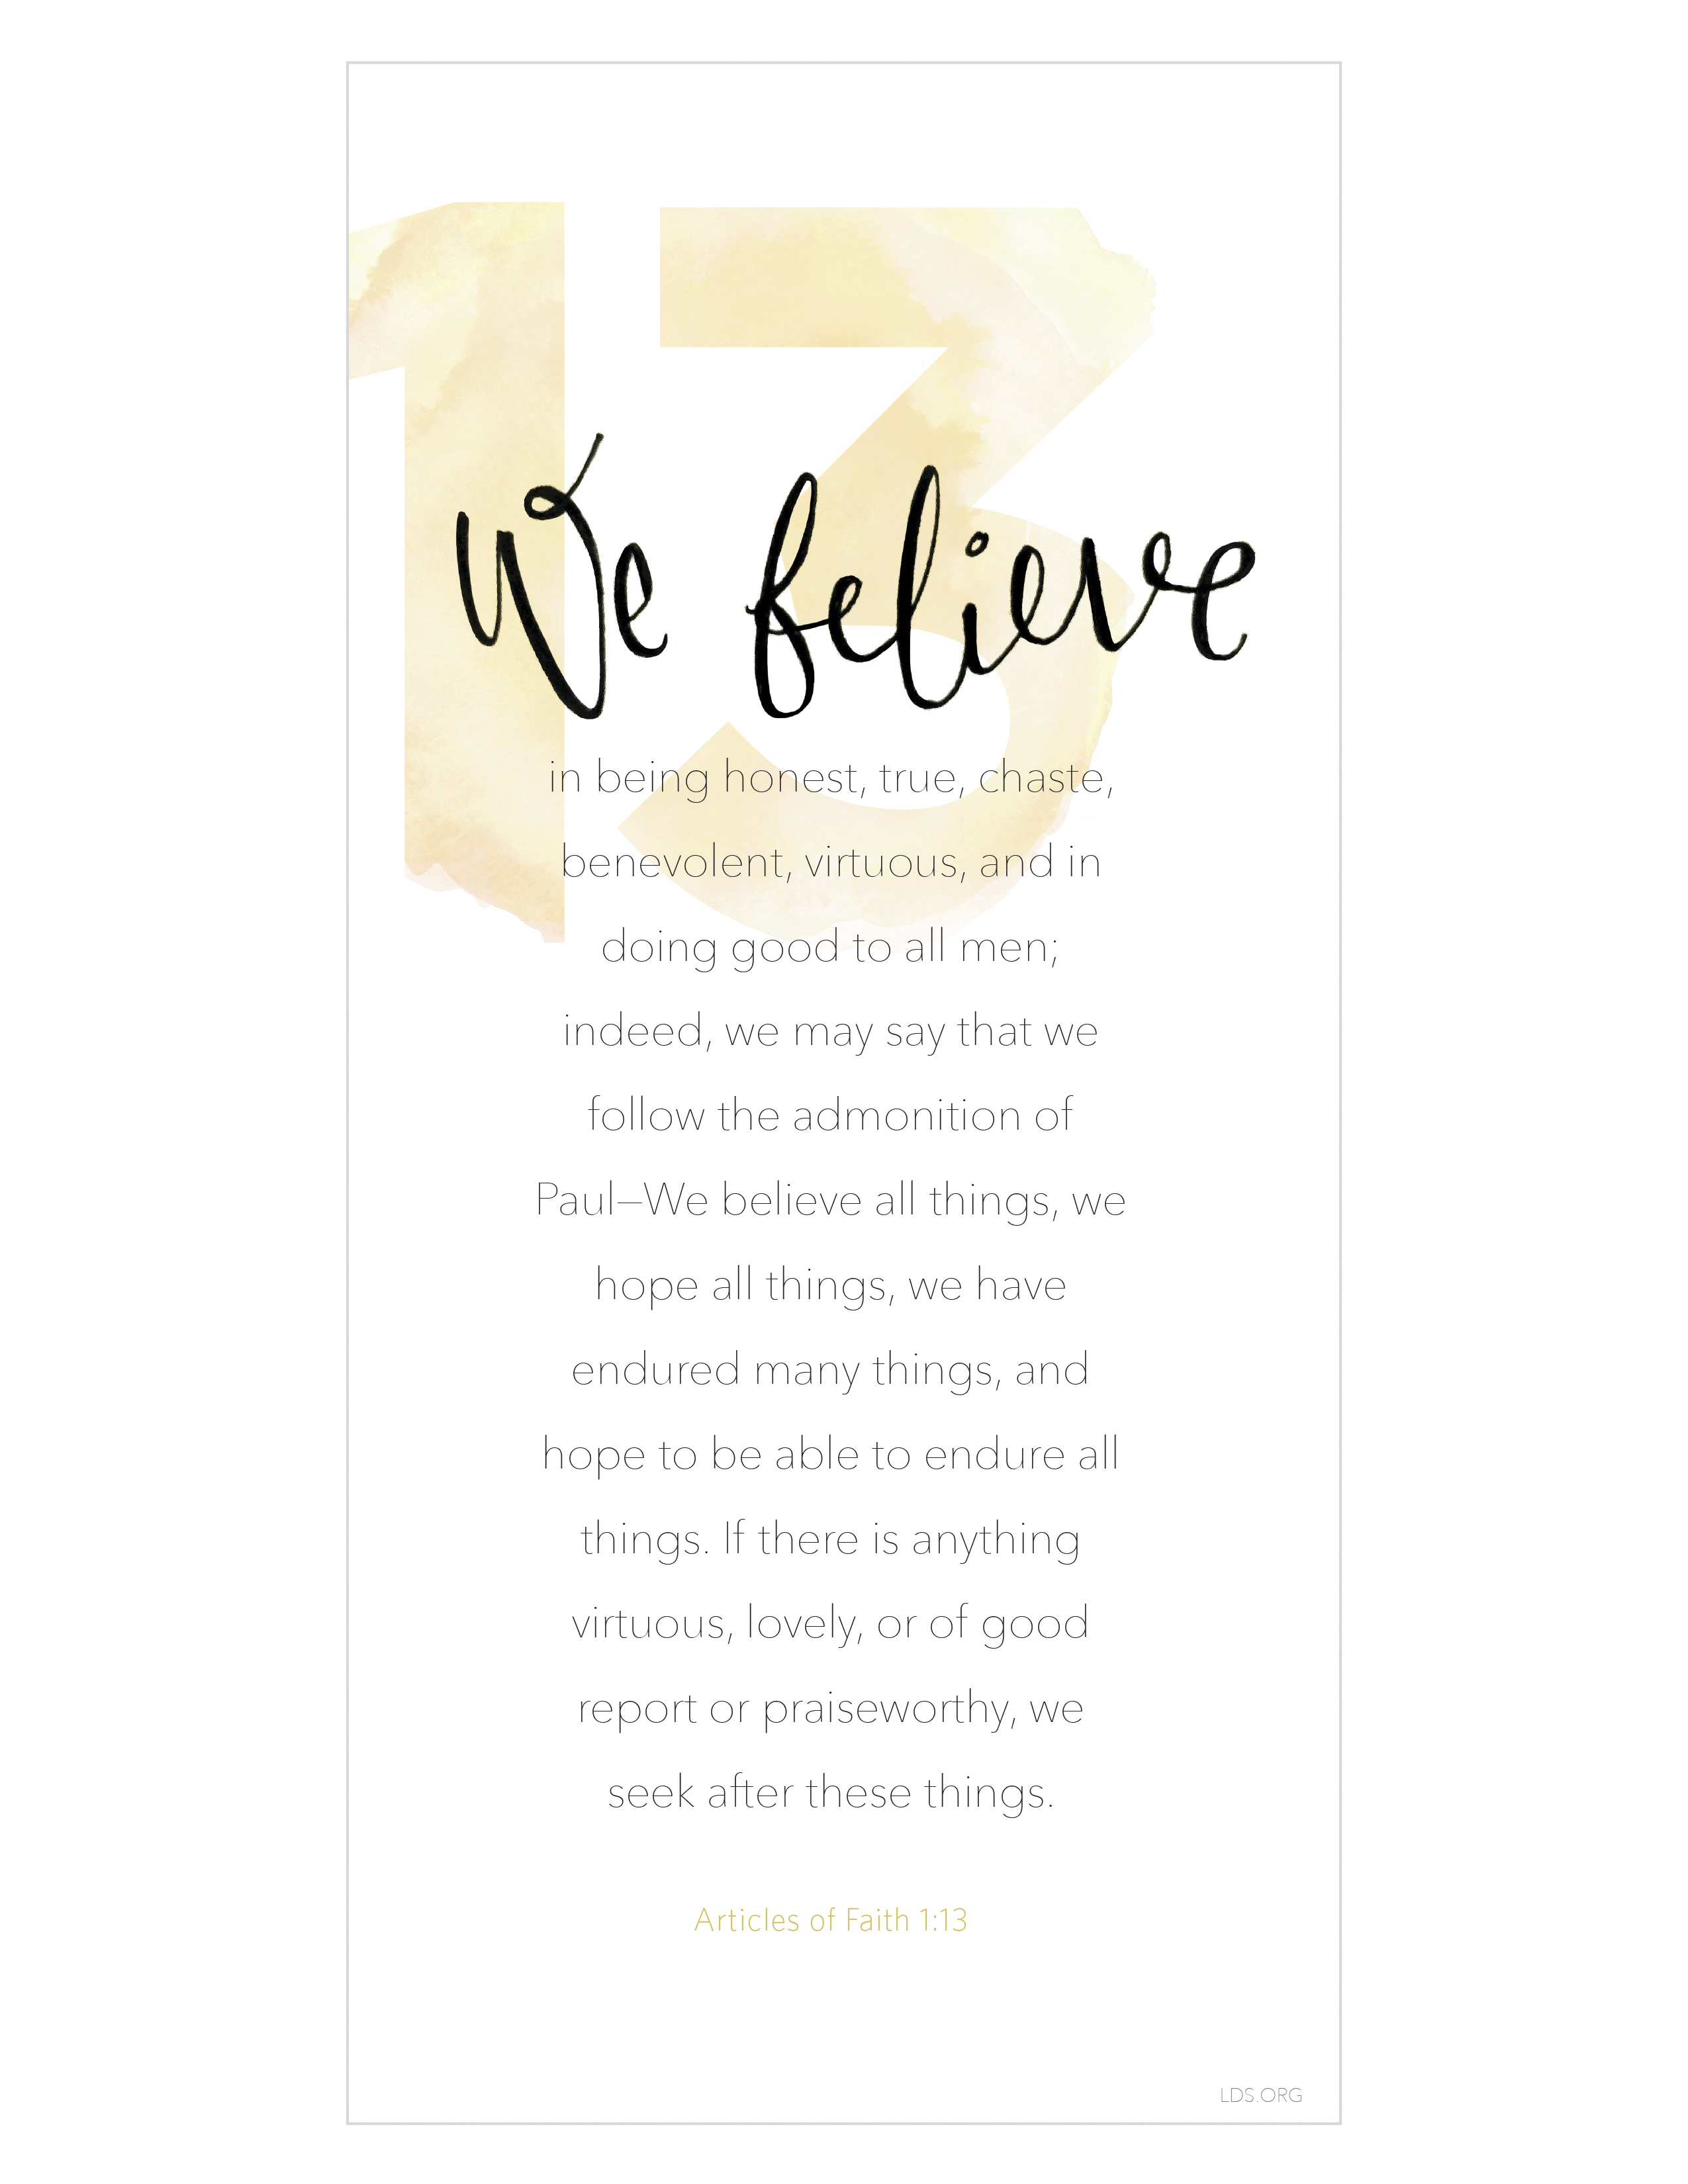 13
We believe
in being honest, true, chaste,
benevolent, virtuous, and in
doing good to all men;
indeed, we may say that we
follow the admonition of
Paul—We believe all things, we
hope all things, we have
endured many things, and
hope to be able to endure all
things. If there is anything
virtuous, lovely, or of good
report or praiseworthy, we
seek after these things.
Articles of Faith 1:13
LDS.ORG